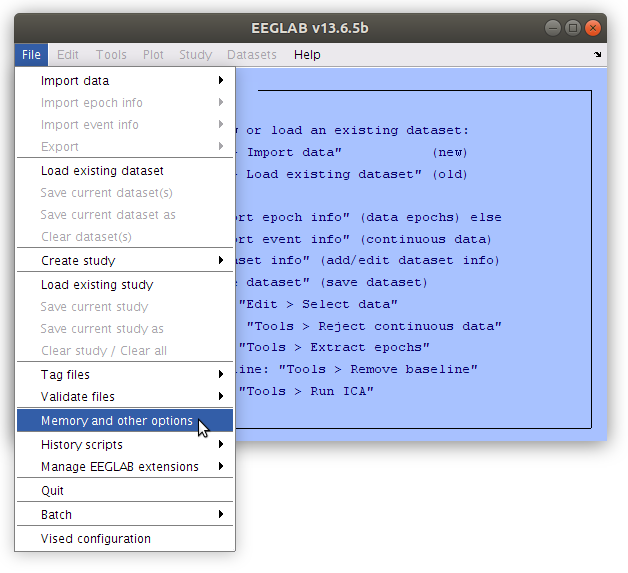 EEGLAB v13.6.5b
File Edit Tools Plot Study Datasets Help
Import data
Import epoch info
Import event info
Export
Load existing dataset
Save current dataset(s)
Save current dataset as
Clear dataset(s)
Create study
Load existing study
Save current study
Save current study as
Clear study / Clear all
Tag files
Validate files
Memory and other options
History scripts
Manage EEGLAB extensions
Quit
Batch
Vised configuration
or load an existing dataset:
Import data" (new)
Load existing dataset" (old)
ort epoch info" (data epochs) else
ort event info" (continuous data)
aset info" (add/edit dataset info)
dataset" (save dataset)
"Edit > Select data"
"Tools > Reject continuous data"
"Tools > Extract epochs"
line: "Tools > Remove baseline"
"Tools > Run ICA"